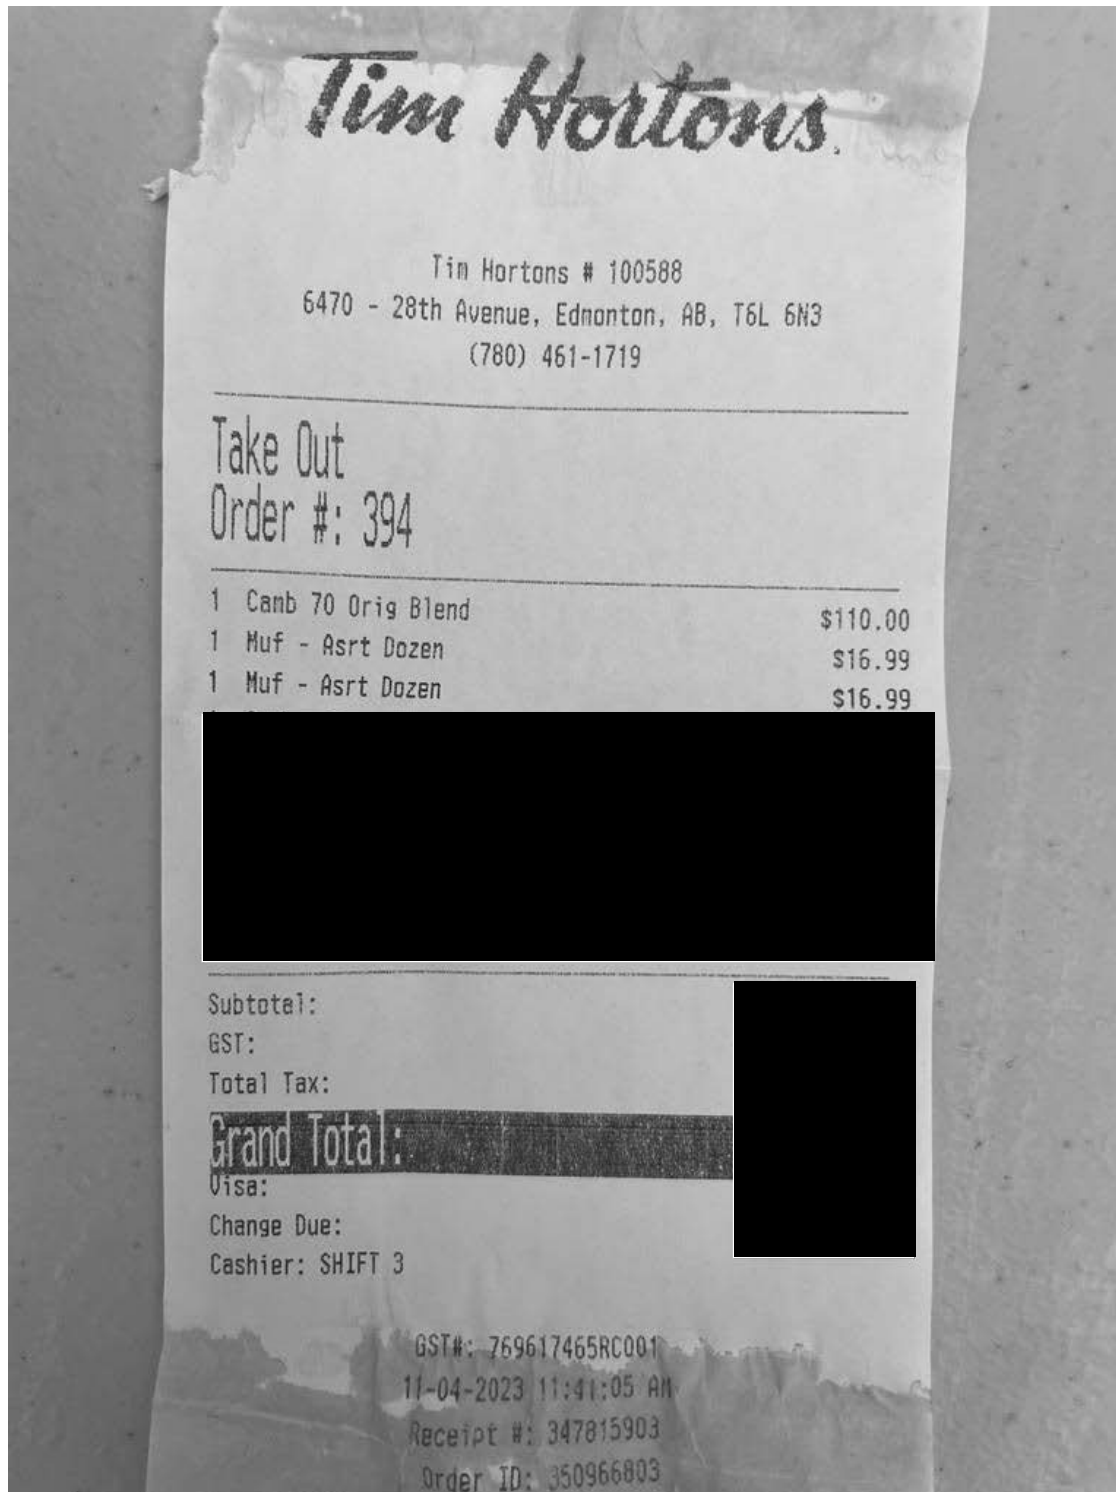 Tim Hortons.
Tim Hortons # 100588
6470 - 28th Avenue, Edmonton, AB, T6L 6N3
(780) 461-1719
Take Out
Order #: 394
1 Camb 70 Orig Blend $110.00
1 Muf - Asrt Dozen $16.99
1 Muf - Asrt Dozen $16.99
Subtotal:
GST:
Total Tax:
Grand Total:
Visa:
Change Due:
Cashier: SHIFT 3
GST#: 769617465RC001
11-04-2023 11:41:05 AM
Receipt #: 347815903
Order ID: 350966803